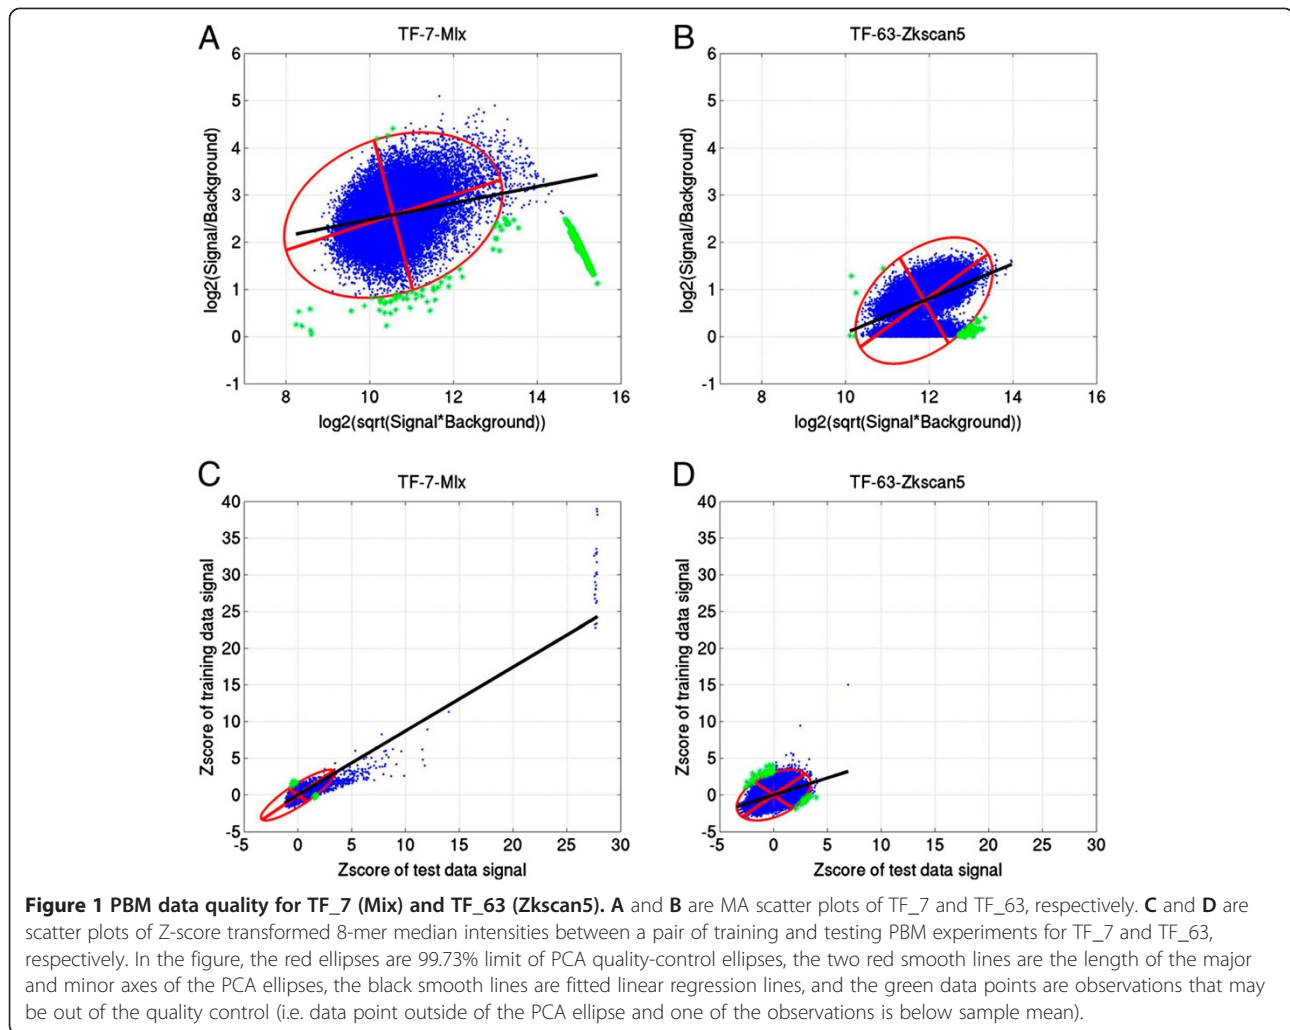 A
TF-7-Mlx
6
5
4
3
2
1
0
-1
log2(Signal/Background)
8
10
12
14
16
log2(sqrt(Signal*Background))
B
TF-63-Zkscan5
6
5
4
3
2
1
0
-1
log2(Signal/Background)
8
10
12
14
16
log2(sqrt(Signal*Background))
C
TF-7-Mlx
40
35
30
25
20
15
10
5
0
-5
Zscore of training data signal
-5
0
5
10
15
20
25
30
Zscore of test data signal
D
TF-63-Zkscan5
40
35
30
25
20
15
10
5
0
-5
Zscore of training data signal
-5
0
5
10
15
20
25
30
Zscore of test data signal
Figure 1 PBM data quality for TF_7 (Mix) and TF_63 (Zkscan5). A and B are MA scatter plots of TF_7 and TF_63, respectively. C and D are
scatter plots of Z-score transformed 8-mer median intensities between a pair of training and testing PBM experiments for TF_7 and TF_63,
respectively. In the figure, the red ellipses are 99.73% limit of PCA quality-control ellipses, the two red smooth lines are the length of the major
and minor axes of the PCA ellipses, the black smooth lines are fitted linear regression lines, and the green data points are observations that may
be out of the quality control (i.e. data point outside of the PCA ellipse and one of the observations is below sample mean).